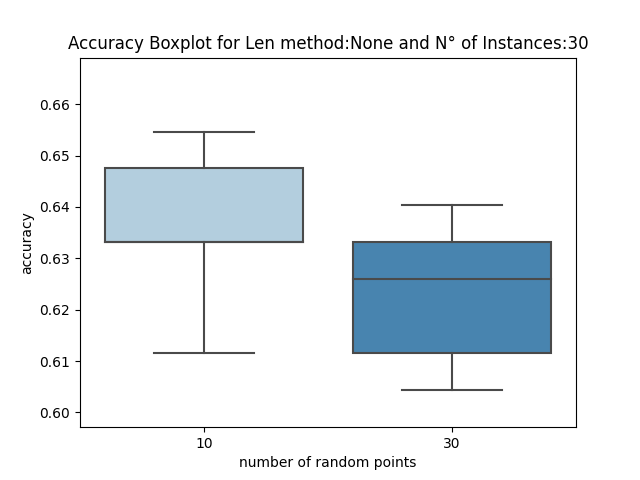 Accuracy Boxplot for Len method:None and N° of Instances:30
0.66
0.65
0.64
0.63
0.62
0.61
0.60
accuracy
10 30
number of random points